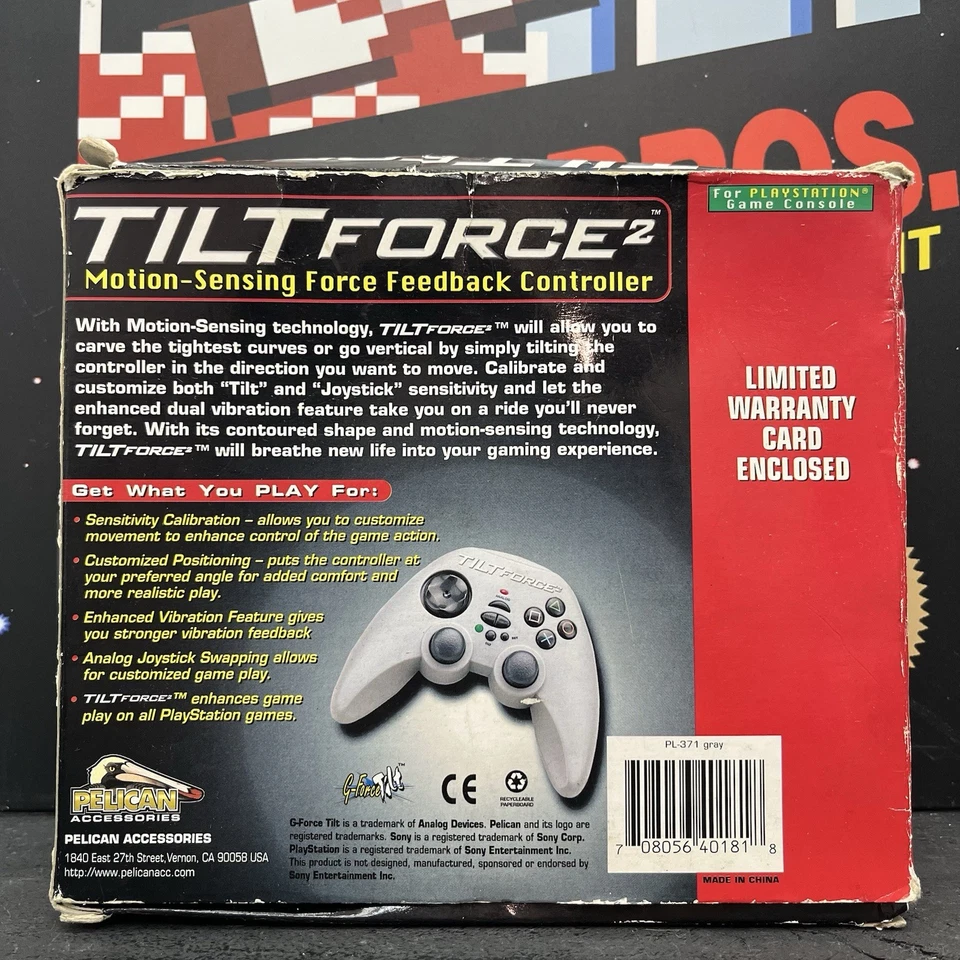 BROS.
NT
For PLAYSTATION®
Game Console
TILTFORCE²™
Motion-Sensing Force Feedback Controller
With Motion-Sensing technology, TILTFORCE²™ will allow you to
carve the tightest curves or go vertical by simply tilting the
controller in the direction you want to move. Calibrate and
customize both “Tilt” and “Joystick” sensitivity and let the
enhanced dual vibration feature take you on a ride you’ll never
forget. With its contoured shape and motion-sensing technology,
TILTFORCE²™ will breathe new life into your gaming experience.
LIMITED
WARRANTY
CARD
ENCLOSED
Get What You PLAY For:
• Sensitivity Calibration – allows you to customize
movement to enhance control of the game action.
• Customized Positioning – puts the controller at
your preferred angle for added comfort and
more realistic play.
• Enhanced Vibration Feature gives
you stronger vibration feedback
• Analog Joystick Swapping allows
for customized game play.
• TILTFORCE²™ enhances game
play on all PlayStation games.
TILTFORCE²
ANALOG
PELICAN
ACCESSORIES
PELICAN ACCESSORIES
1840 East 27th Street, Vernon, CA 90058 USA
http://www.pelicanacc.com
G-Force Tilt™
CE
RECYCLEABLE
PAPERBOARD
G-Force Tilt is a trademark of Analog Devices. Pelican and its logo are
registered trademarks. Sony is a registered trademark of Sony Corp.
PlayStation is a registered trademark of Sony Entertainment Inc.
This product is not designed, manufactured, sponsored or endorsed by
Sony Entertainment Inc.
PL-371 gray
7 08056 40181 8
MADE IN CHINA